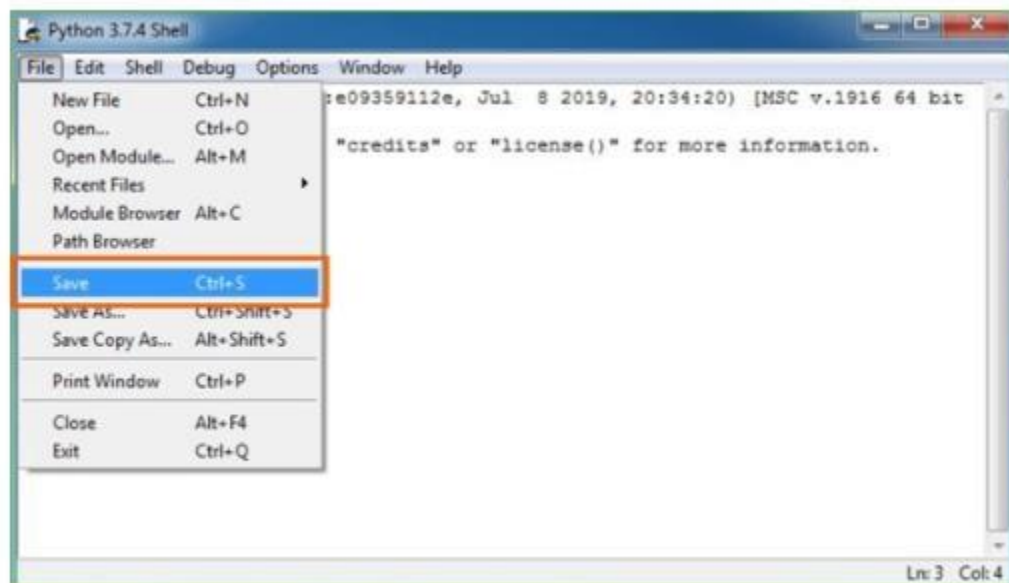 Python 3.7.4 Shell
File Edit Shell Debug Options Window Help
New File Ctrl+N
:e09359112e, Jul 8 2019, 20:34:20) [MSC v.1916 64 bit
Open... Ctrl+O
Open Module... Alt+M
"credits" or "license()" for more information.
Recent Files
Module Browser Alt+C
Path Browser
Save Ctrl+S
Save As... Ctrl+Shift+S
Save Copy As... Alt+Shift+S
Print Window Ctrl+P
Close Alt+F4
Exit Ctrl+Q
Ln: 3 Col: 4